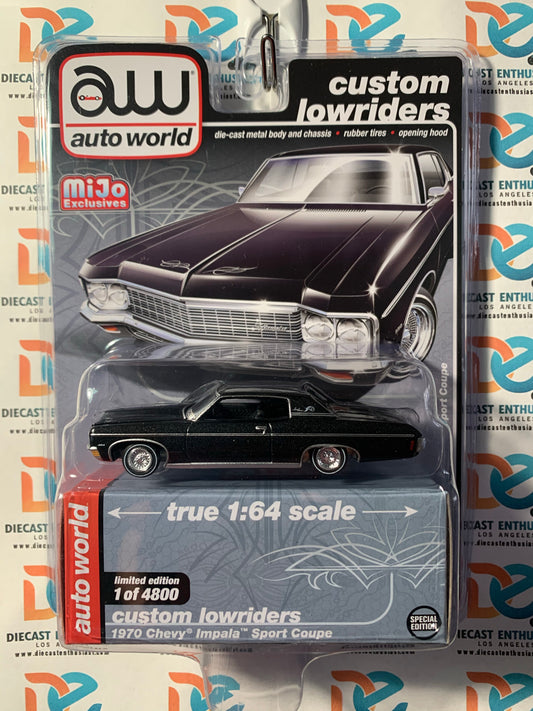 aw
auto world
custom
lowriders
die-cast metal body and chassis • rubber tires • opening hood
MiJo
Exclusives
Sport Coupe
true 1:64 scale
auto world
limited edition
1 of 4800
custom lowriders
1970 Chevy® Impala™ Sport Coupe
SPECIAL
EDITION
DIECAST ENTHUSIAST
LOS ANGELES
www.diecastenthusiast.com